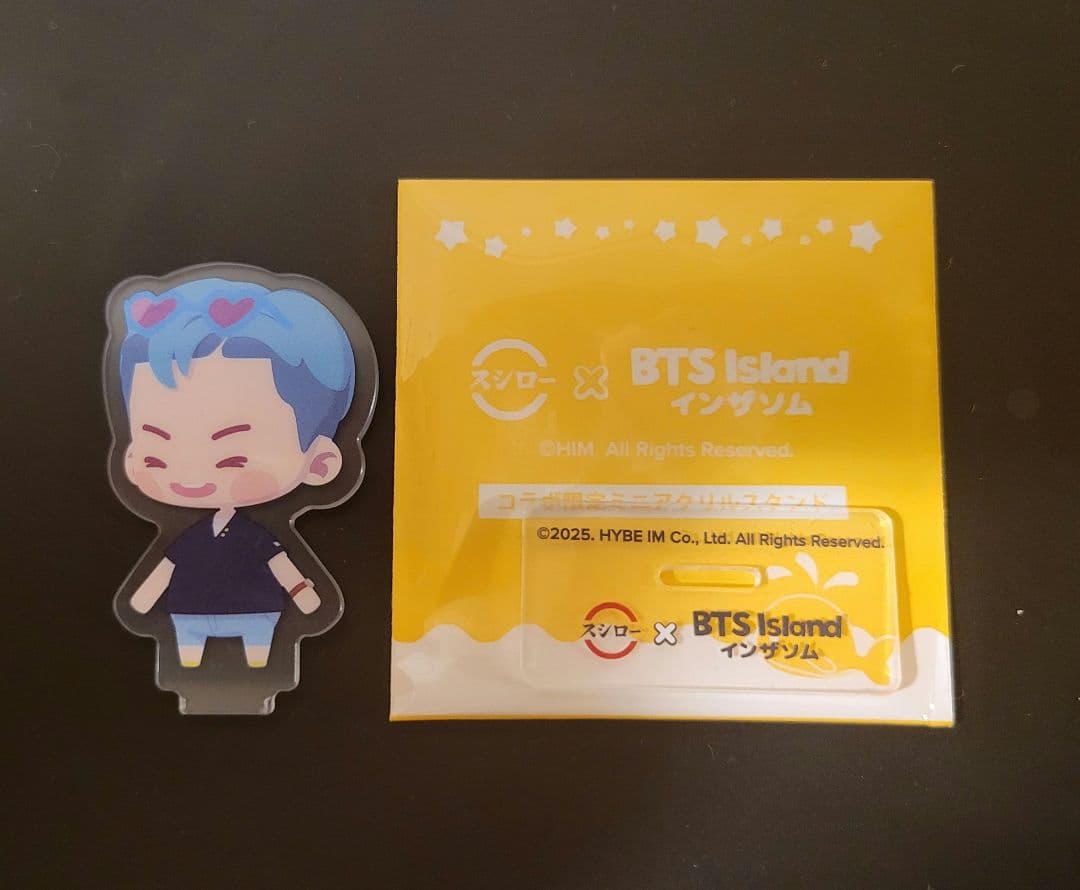 スシロー × BTS Island
インザソム
©HIM All Rights Reserved.
コラボ限定ミニアクリルスタンド
©2025. HYBE IM Co., Ltd. All Rights Reserved.
スシロー × BTS Island
インザソム